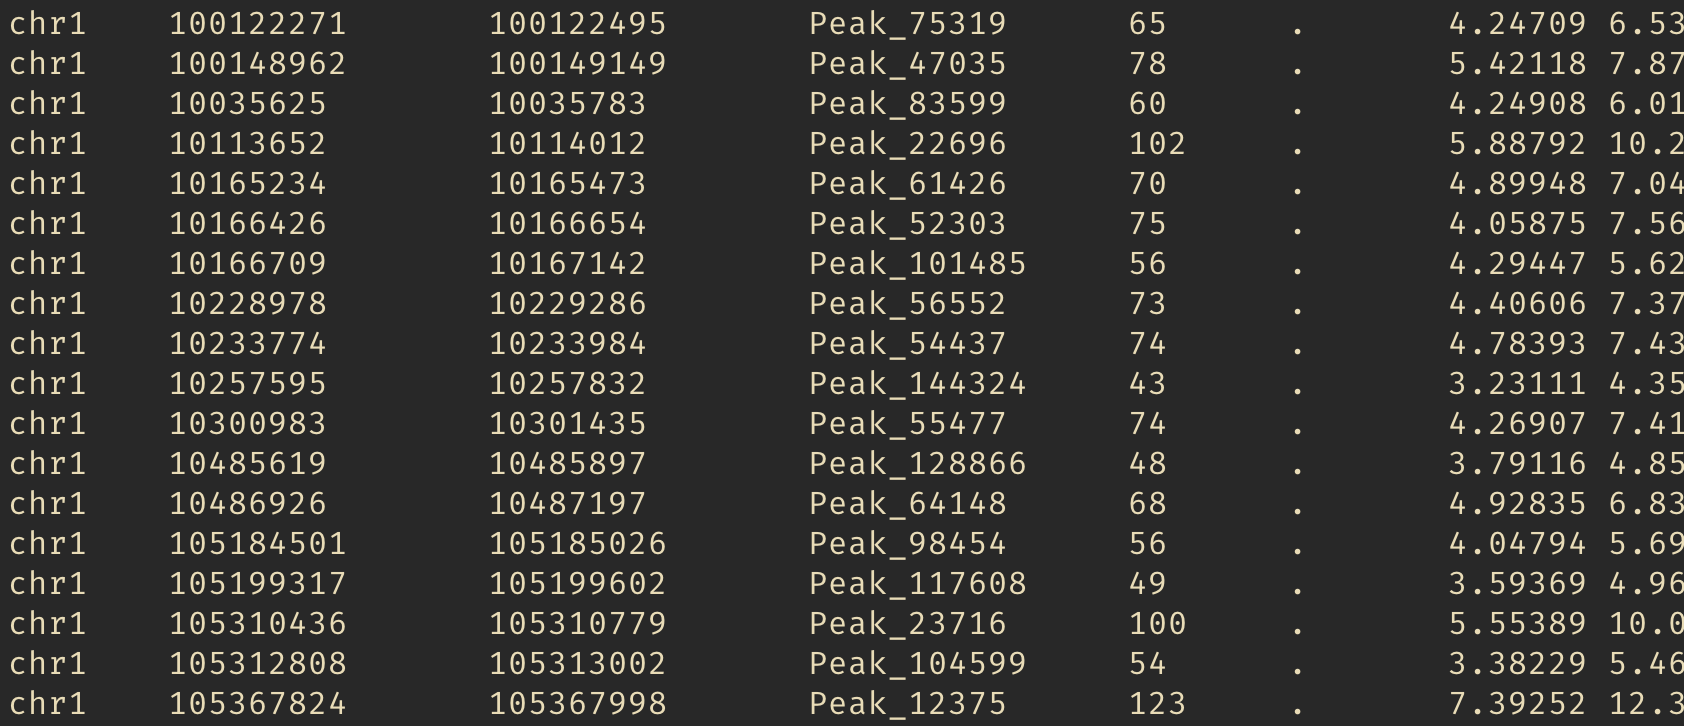 chr1 100122271 100122495 Peak_75319 65 . 4.24709 6.53
chr1 100148962 100149149 Peak_47035 78 . 5.42118 7.87
chr1 10035625 10035783 Peak_83599 60 . 4.24908 6.01
chr1 10113652 10114012 Peak_22696 102 . 5.88792 10.2
chr1 10165234 10165473 Peak_61426 70 . 4.89948 7.04
chr1 10166426 10166654 Peak_52303 75 . 4.05875 7.56
chr1 10166709 10167142 Peak_101485 56 . 4.29447 5.62
chr1 10228978 10229286 Peak_56552 73 . 4.40606 7.37
chr1 10233774 10233984 Peak_54437 74 . 4.78393 7.43
chr1 10257595 10257832 Peak_144324 43 . 3.23111 4.35
chr1 10300983 10301435 Peak_55477 74 . 4.26907 7.41
chr1 10485619 10485897 Peak_128866 48 . 3.79116 4.85
chr1 10486926 10487197 Peak_64148 68 . 4.92835 6.83
chr1 105184501 105185026 Peak_98454 56 . 4.04794 5.69
chr1 105199317 105199602 Peak_117608 49 . 3.59369 4.96
chr1 105310436 105310779 Peak_23716 100 . 5.55389 10.0
chr1 105312808 105313002 Peak_104599 54 . 3.38229 5.46
chr1 105367824 105367998 Peak_12375 123 . 7.39252 12.3